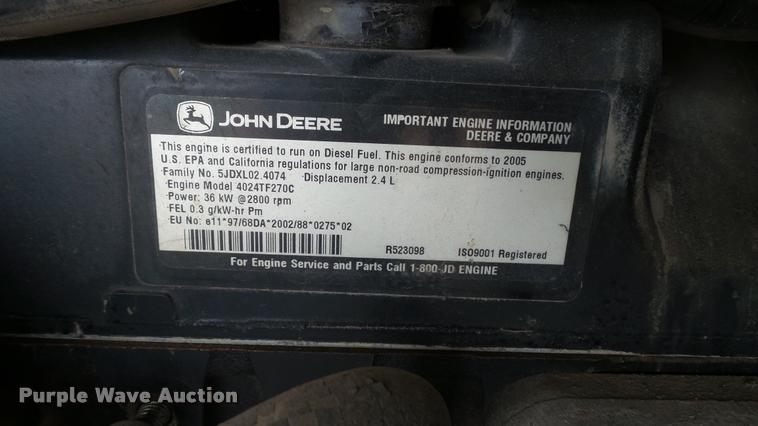 JOHN DEERE
IMPORTANT ENGINE INFORMATION
DEERE & COMPANY
This engine is certified to run on Diesel Fuel. This engine conforms to 2005
U.S. EPA and California regulations for large non-road compression-ignition engines.
Family No. 5JDXL02.4074 Displacement 2.4 L
Engine Model 4024TF270C
Power: 36 kW @2800 rpm
FEL 0.3 g/kW-hr Pm
EU No: e11*97/68DA*2002/88*0275*02
R523098 ISO9001 Registered
For Engine Service and Parts Call 1-800-JD ENGINE
Purple Wave Auction